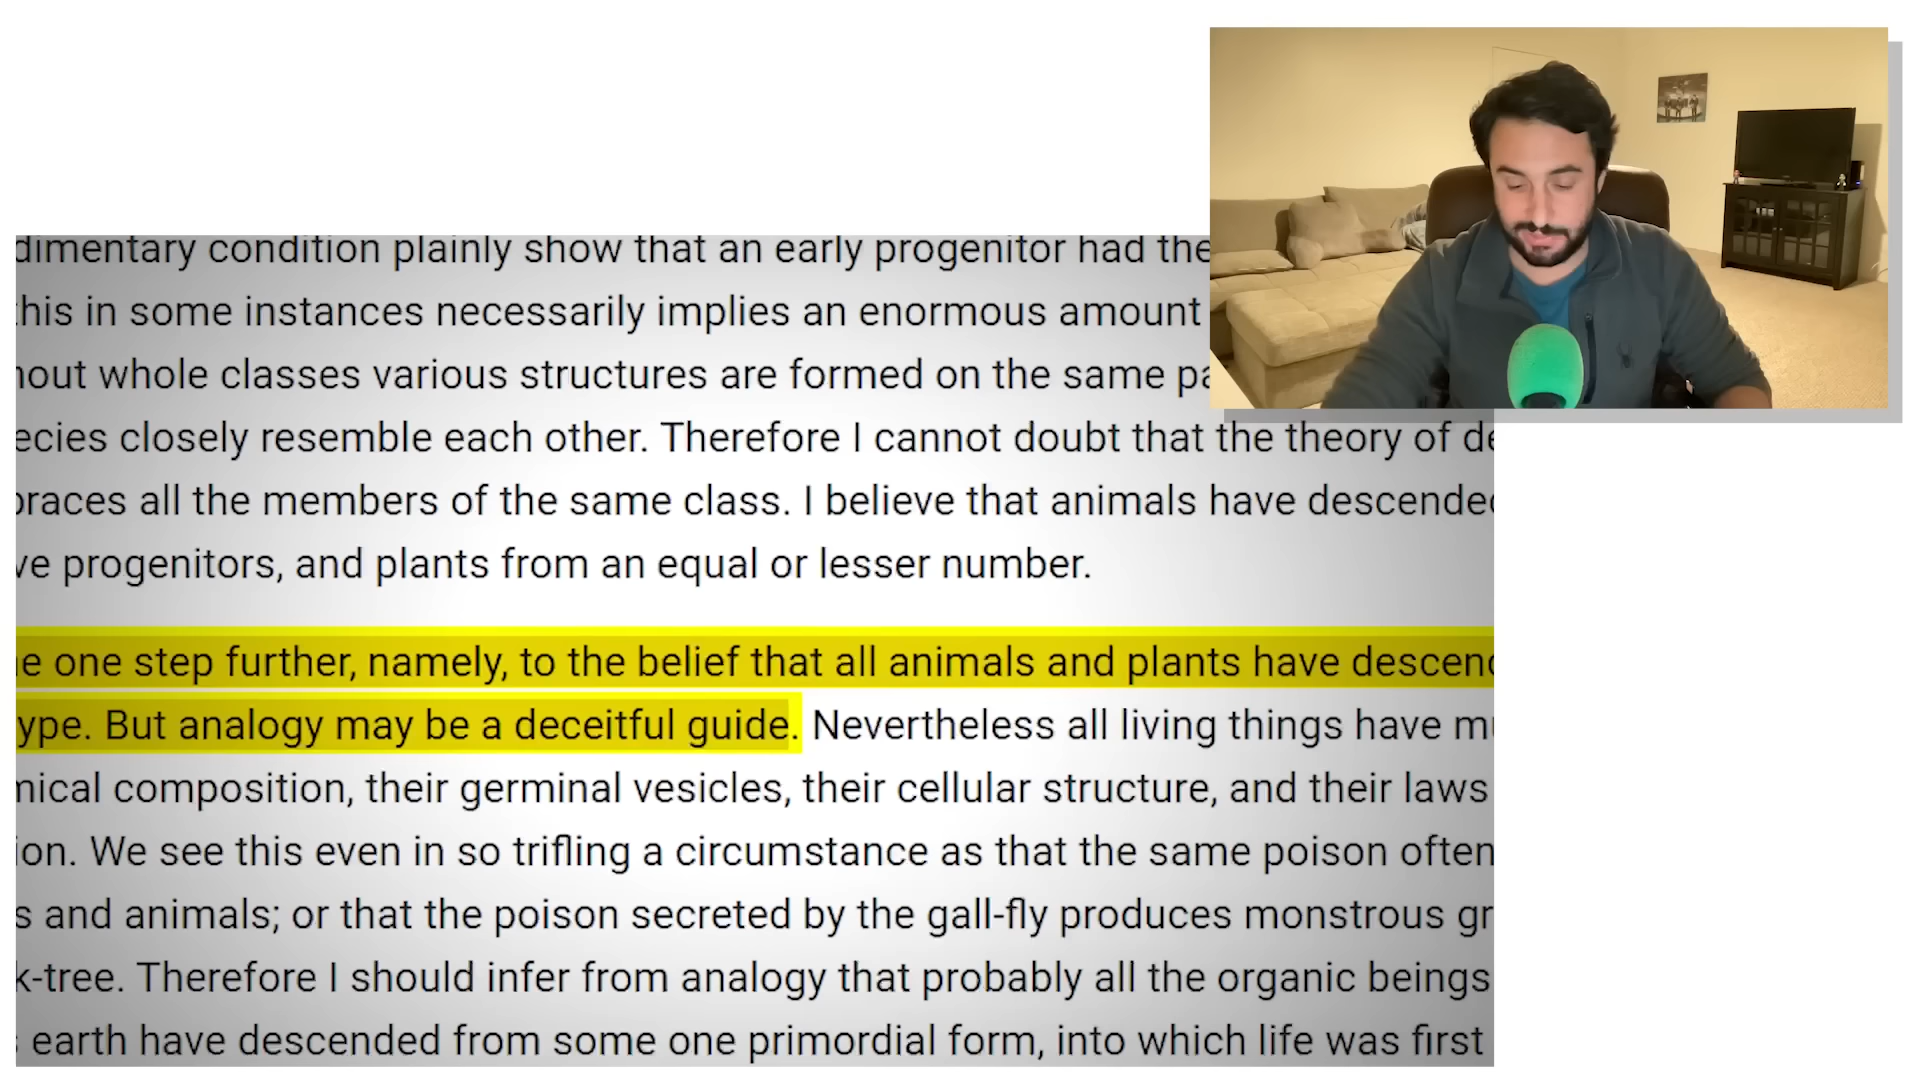 dimentary condition plainly show that an early progenitor had the
this in some instances necessarily implies an enormous amount
hout whole classes various structures are formed on the same pa
ecies closely resemble each other. Therefore I cannot doubt that the theory of de
braces all the members of the same class. I believe that animals have descended
ve progenitors, and plants from an equal or lesser number.
e one step further, namely, to the belief that all animals and plants have descend
ype. But analogy may be a deceitful guide. Nevertheless all living things have mu
mical composition, their germinal vesicles, their cellular structure, and their laws
ion. We see this even in so trifling a circumstance as that the same poison often
s and animals; or that the poison secreted by the gall-fly produces monstrous gr
k-tree. Therefore I should infer from analogy that probably all the organic beings
earth have descended from some one primordial form, into which life was first